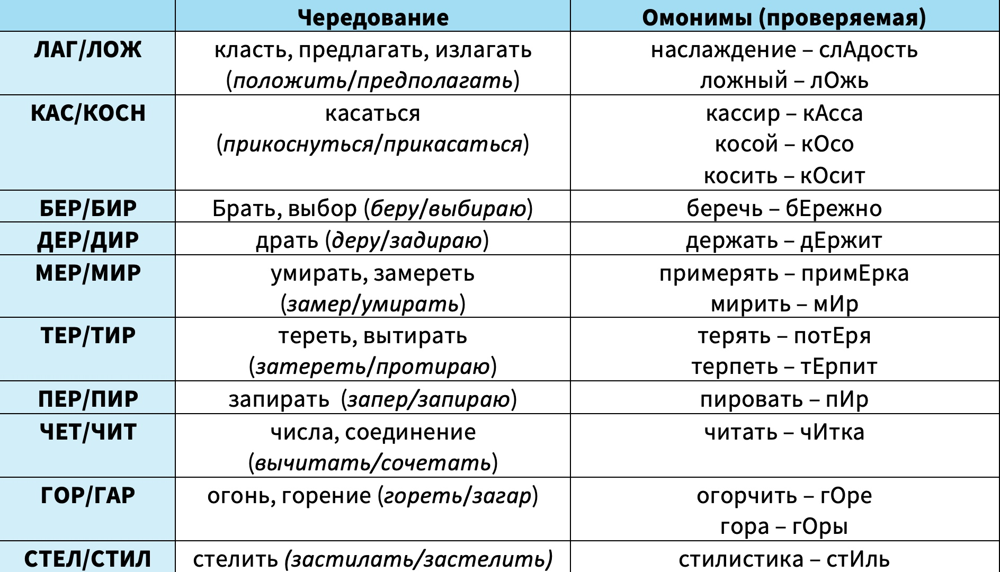 Чередование Омонимы (проверяемая)
ЛАГ/ЛОЖ класть, предлагать, излагать наслаждение – слАдость
(положить/предполагать) ложный – лОжь
КАС/КОСН касаться кассир – кАсса
(прикоснуться/прикасаться) косой – кОсо
косить – кОсит
БЕР/БИР Брать, выбор (беру/выбираю) беречь – бЕрежно
ДЕР/ДИР драть (деру/задираю) держать – дЕржит
МЕР/МИР умирать, замереть примерять – примЕрка
(замер/умирать) мирить – мИр
ТЕР/ТИР тереть, вытирать терять – потЕря
(затереть/протираю) терпеть – тЕрпит
ПЕР/ПИР запирать (запер/запираю) пировать – пИр
ЧЕТ/ЧИТ числа, соединение читать – чИтка
(вычитать/сочетать)
ГОР/ГАР огонь, горение (гореть/загар) огорчить – гОре
гора – гОры
СТЕЛ/СТИЛ стелить (застилать/застелить) стилистика – стИль